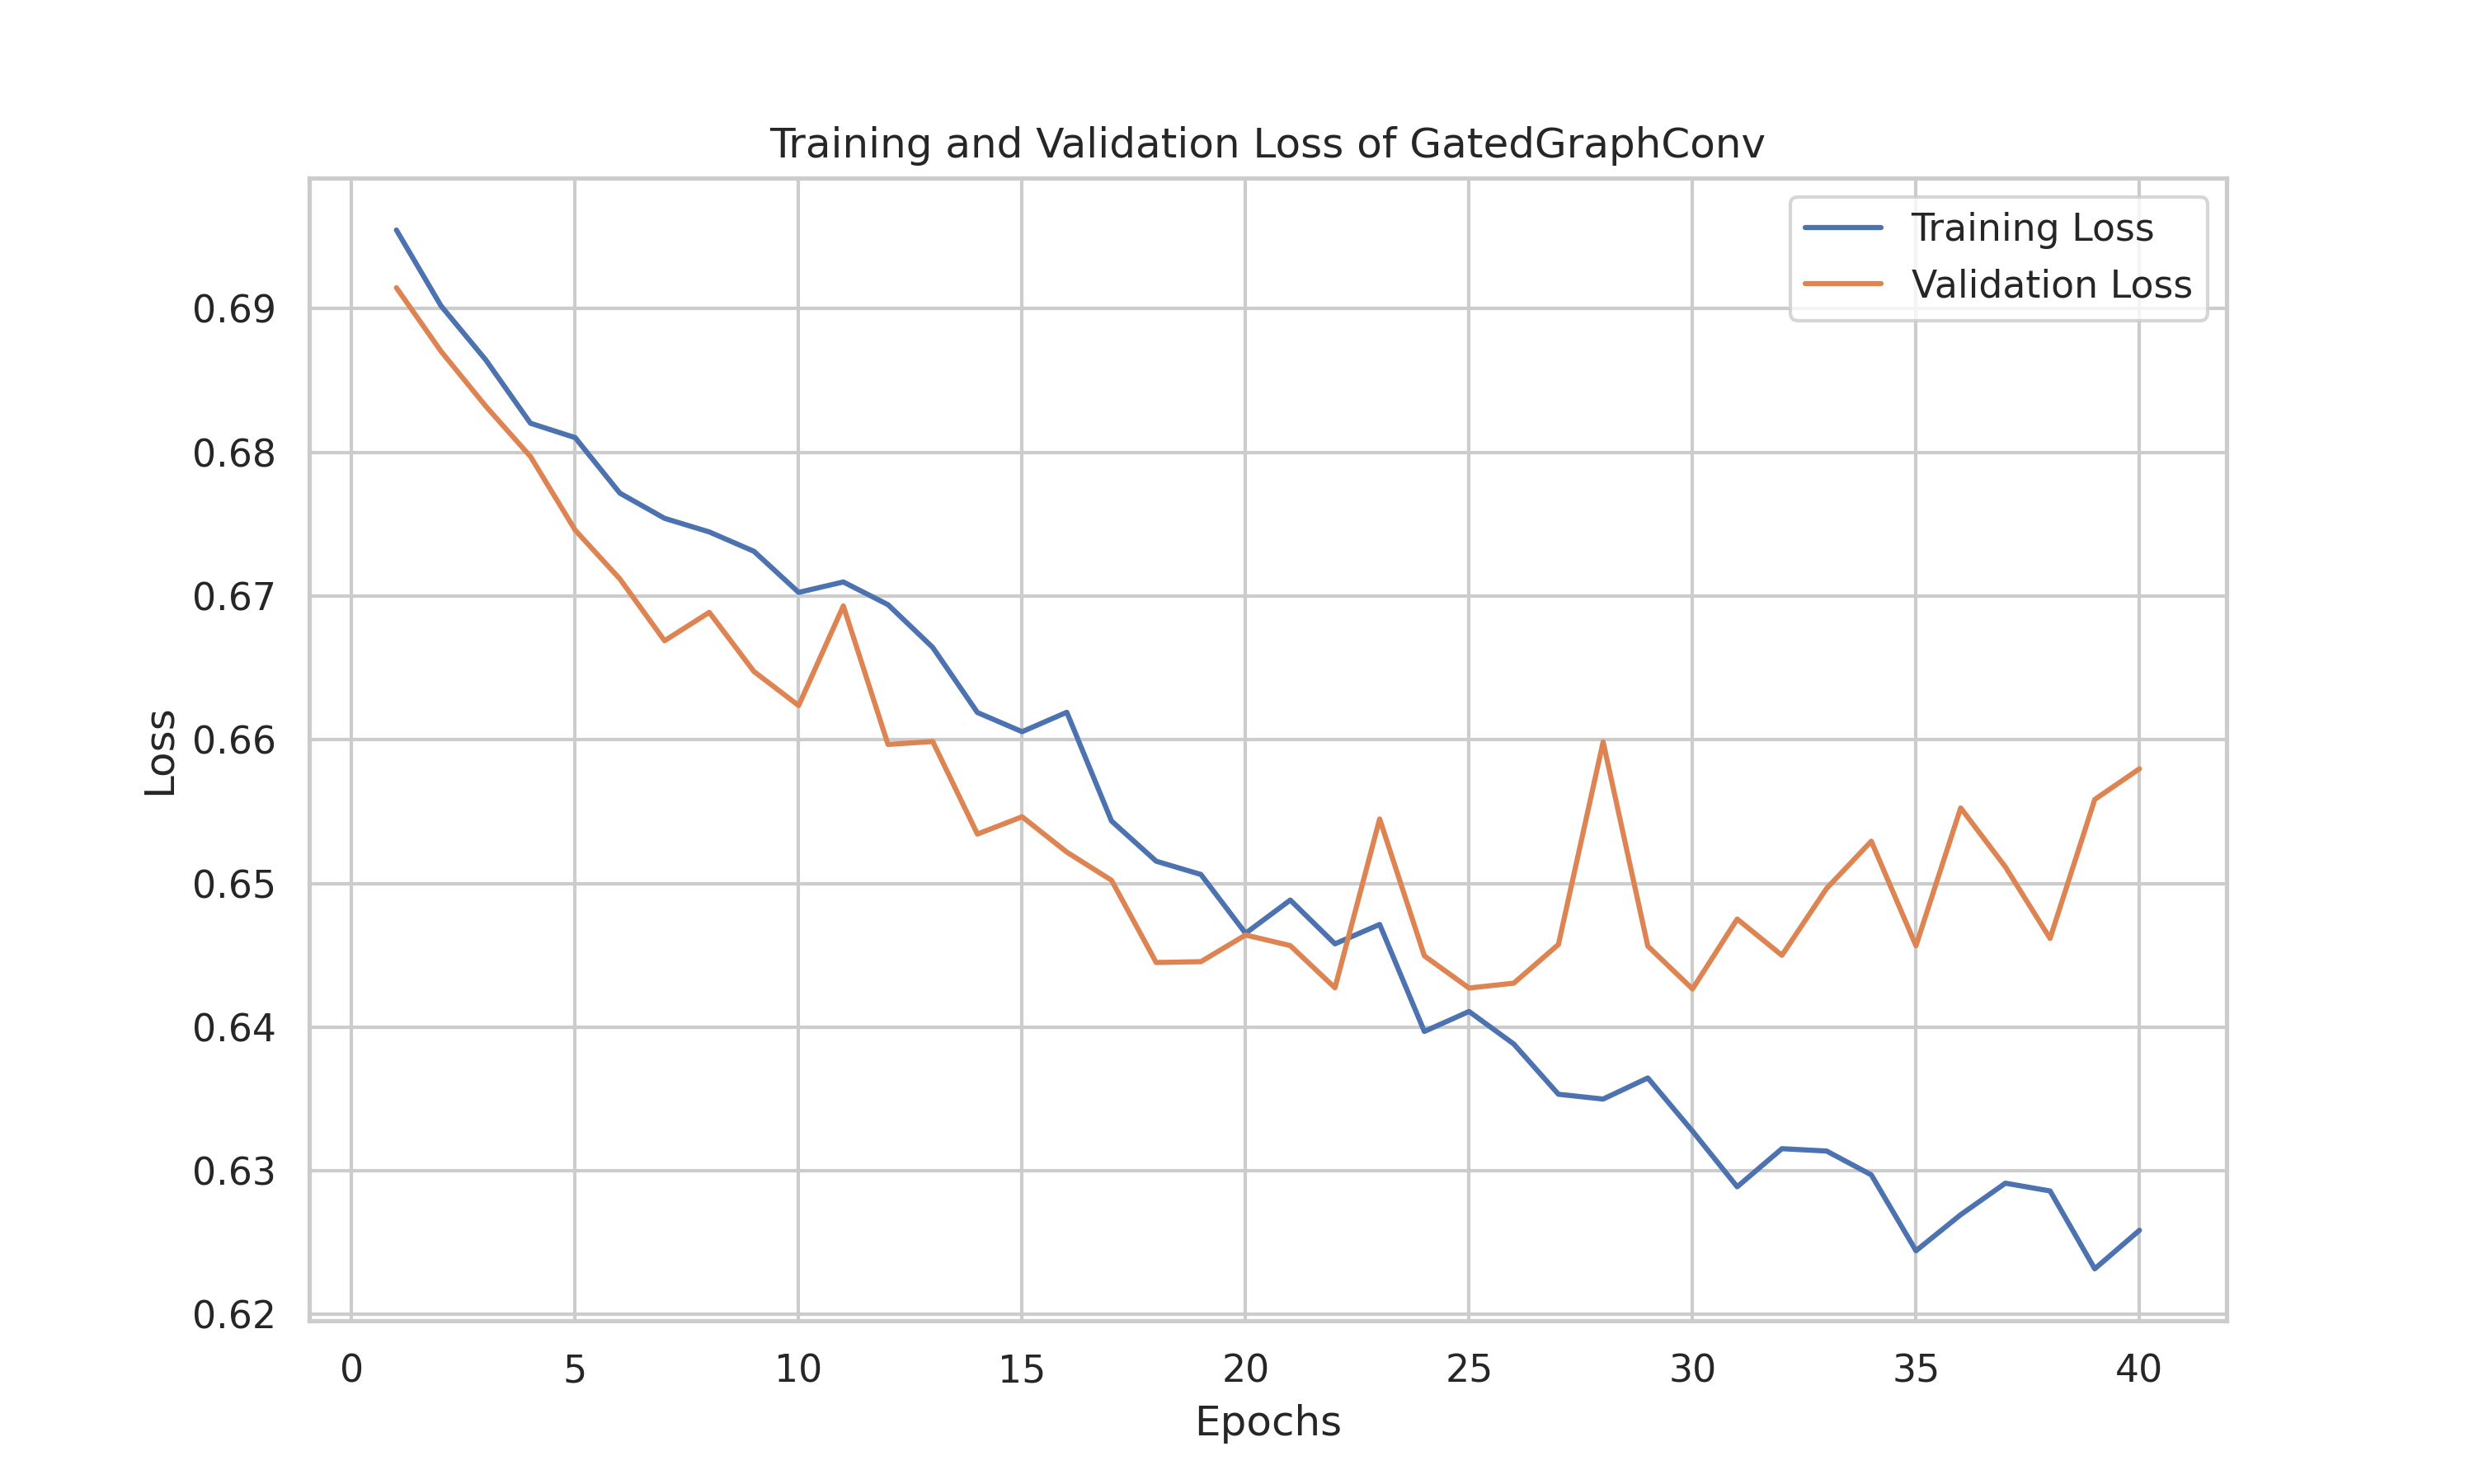 Training and Validation Loss of GatedGraphConv
Training Loss
Validation Loss
Loss
0.69
0.68
0.67
0.66
0.65
0.64
0.63
0.62
0 5 10 15 20 25 30 35 40
Epochs